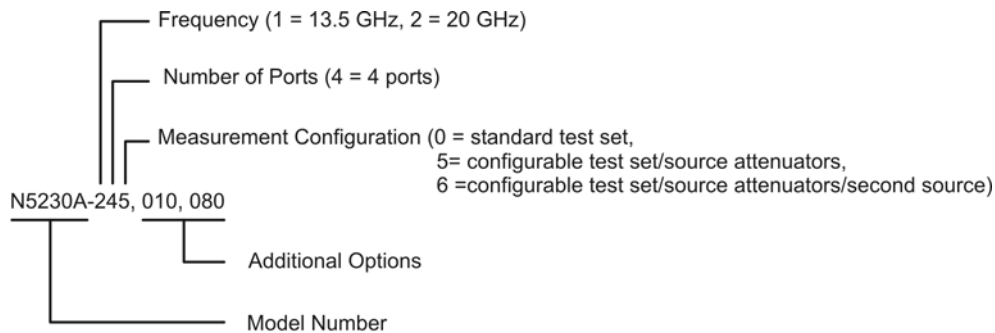 Frequency (1 = 13.5 GHz, 2 = 20 GHz)
Number of Ports (4 = 4 ports)
Measurement Configuration (0 = standard test set,
5= configurable test set/source attenuators,
6 =configurable test set/source attenuators/second source)
N5230A-245, 010, 080
Additional Options
Model Number